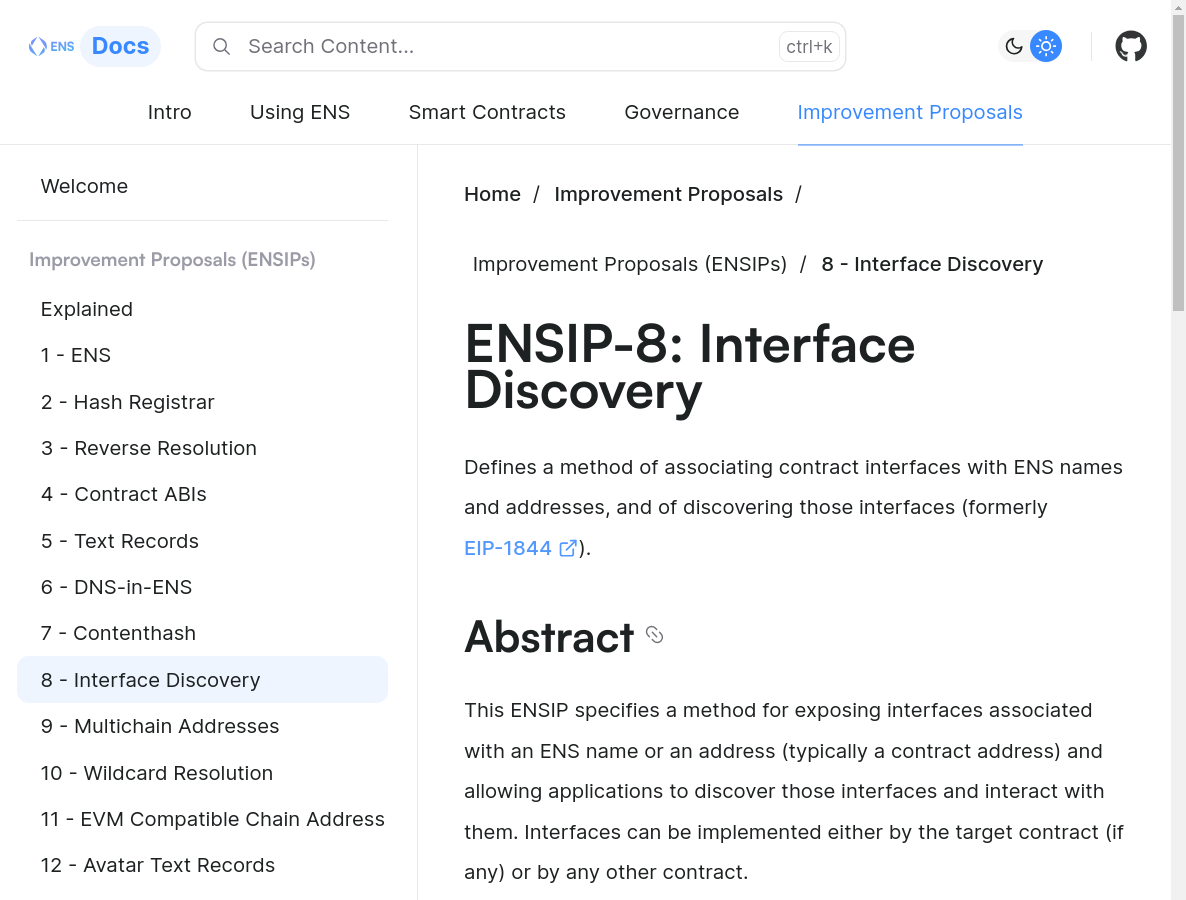 ENS Docs
Search Content...
ctrl+k
Intro
Using ENS
Smart Contracts
Governance
Improvement Proposals
Welcome
Improvement Proposals (ENSIPs)
Explained
1 - ENS
2 - Hash Registrar
3 - Reverse Resolution
4 - Contract ABIs
5 - Text Records
6 - DNS-in-ENS
7 - Contenthash
8 - Interface Discovery
9 - Multichain Addresses
10 - Wildcard Resolution
11 - EVM Compatible Chain Address
12 - Avatar Text Records
Home / Improvement Proposals /
Improvement Proposals (ENSIPs) / 8 - Interface Discovery
ENSIP-8: Interface
Discovery
Defines a method of associating contract interfaces with ENS names
and addresses, and of discovering those interfaces (formerly
EIP-1844 ).
Abstract
This ENSIP specifies a method for exposing interfaces associated
with an ENS name or an address (typically a contract address) and
allowing applications to discover those interfaces and interact with
them. Interfaces can be implemented either by the target contract (if
any) or by any other contract.